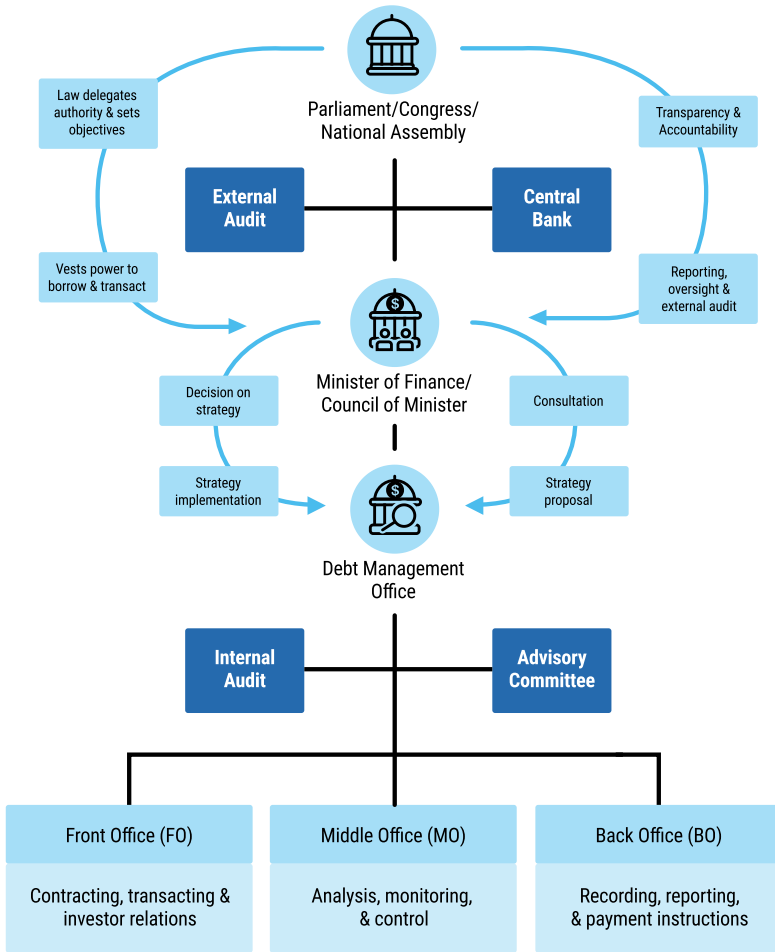 Parliament/Congress/
National Assembly
Law delegates
authority & sets
objectives
Transparency &
Accountability
External
Audit
Central
Bank
Vests power to
borrow & transact
Reporting,
oversight &
external audit
$
Minister of Finance/
Council of Minister
Decision on
strategy
Consultation
Strategy
implementation
Strategy
proposal
$
Debt Management
Office
Internal
Audit
Advisory
Committee
Front Office (FO)
Contracting, transacting &
investor relations
Middle Office (MO)
Analysis, monitoring,
& control
Back Office (BO)
Recording, reporting,
& payment instructions